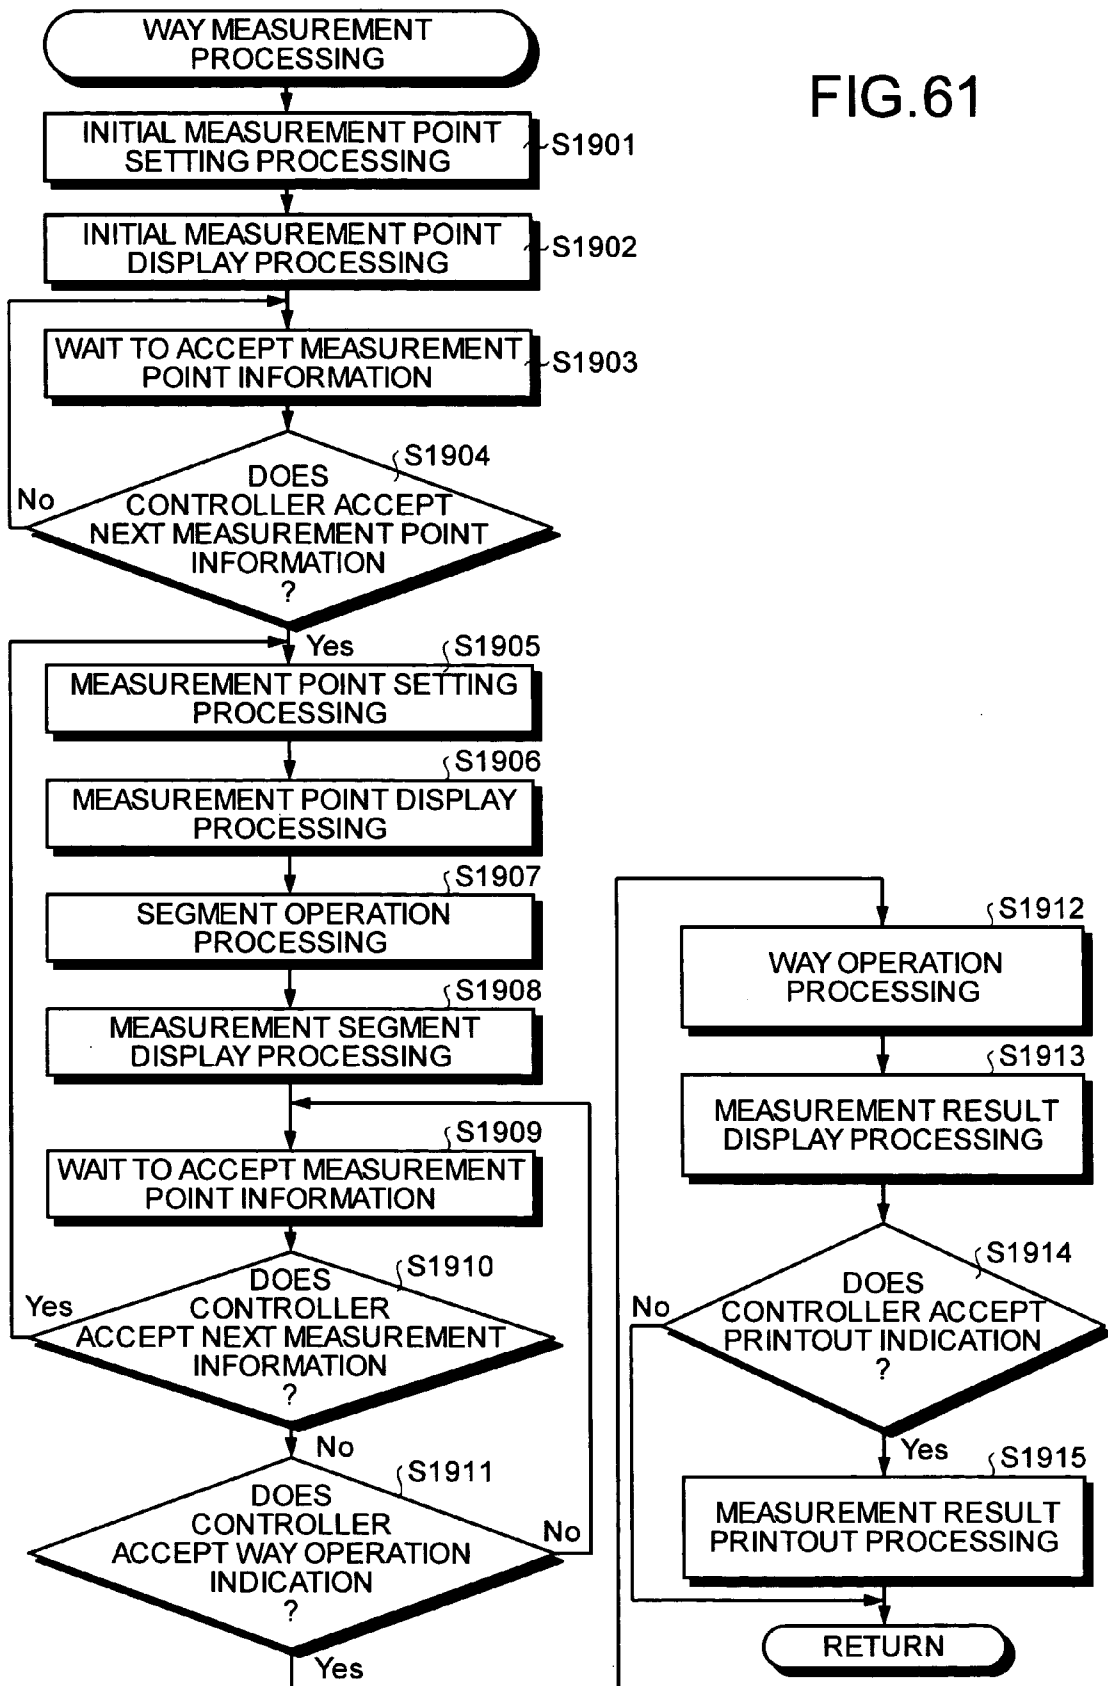 WAY MEASUREMENT
PROCESSING
FIG.61
INITIAL MEASUREMENT POINT
SETTING PROCESSING
S1901
INITIAL MEASUREMENT POINT
DISPLAY PROCESSING
S1902
WAIT TO ACCEPT MEASUREMENT
POINT INFORMATION
S1903
S1904
DOES
CONTROLLER ACCEPT
NEXT MEASUREMENT POINT
INFORMATION
?
No
Yes
S1905
MEASUREMENT POINT SETTING
PROCESSING
S1906
MEASUREMENT POINT DISPLAY
PROCESSING
S1907
SEGMENT OPERATION
PROCESSING
S1908
MEASUREMENT SEGMENT
DISPLAY PROCESSING
S1909
WAIT TO ACCEPT MEASUREMENT
POINT INFORMATION
S1910
DOES
CONTROLLER
ACCEPT NEXT MEASUREMENT
INFORMATION
?
Yes
No
S1911
DOES
CONTROLLER
ACCEPT WAY OPERATION
INDICATION
?
No
Yes
S1912
WAY OPERATION
PROCESSING
S1913
MEASUREMENT RESULT
DISPLAY PROCESSING
S1914
DOES
CONTROLLER ACCEPT
PRINTOUT INDICATION
?
No
Yes
S1915
MEASUREMENT RESULT
PRINTOUT PROCESSING
RETURN